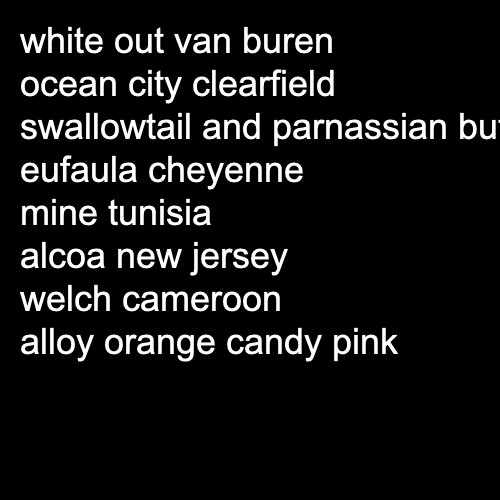 white out van buren
ocean city clearfield
swallowtail and parnassian
eufaula cheyenne
mine tunisia
alcoa new jersey
welch cameroon
alloy orange candy pink